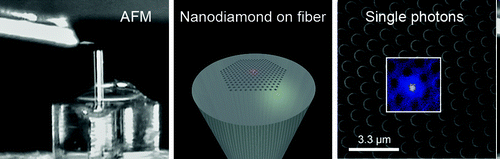 AFM
Nanodiamond on fiber
Single photons
3.3 μm